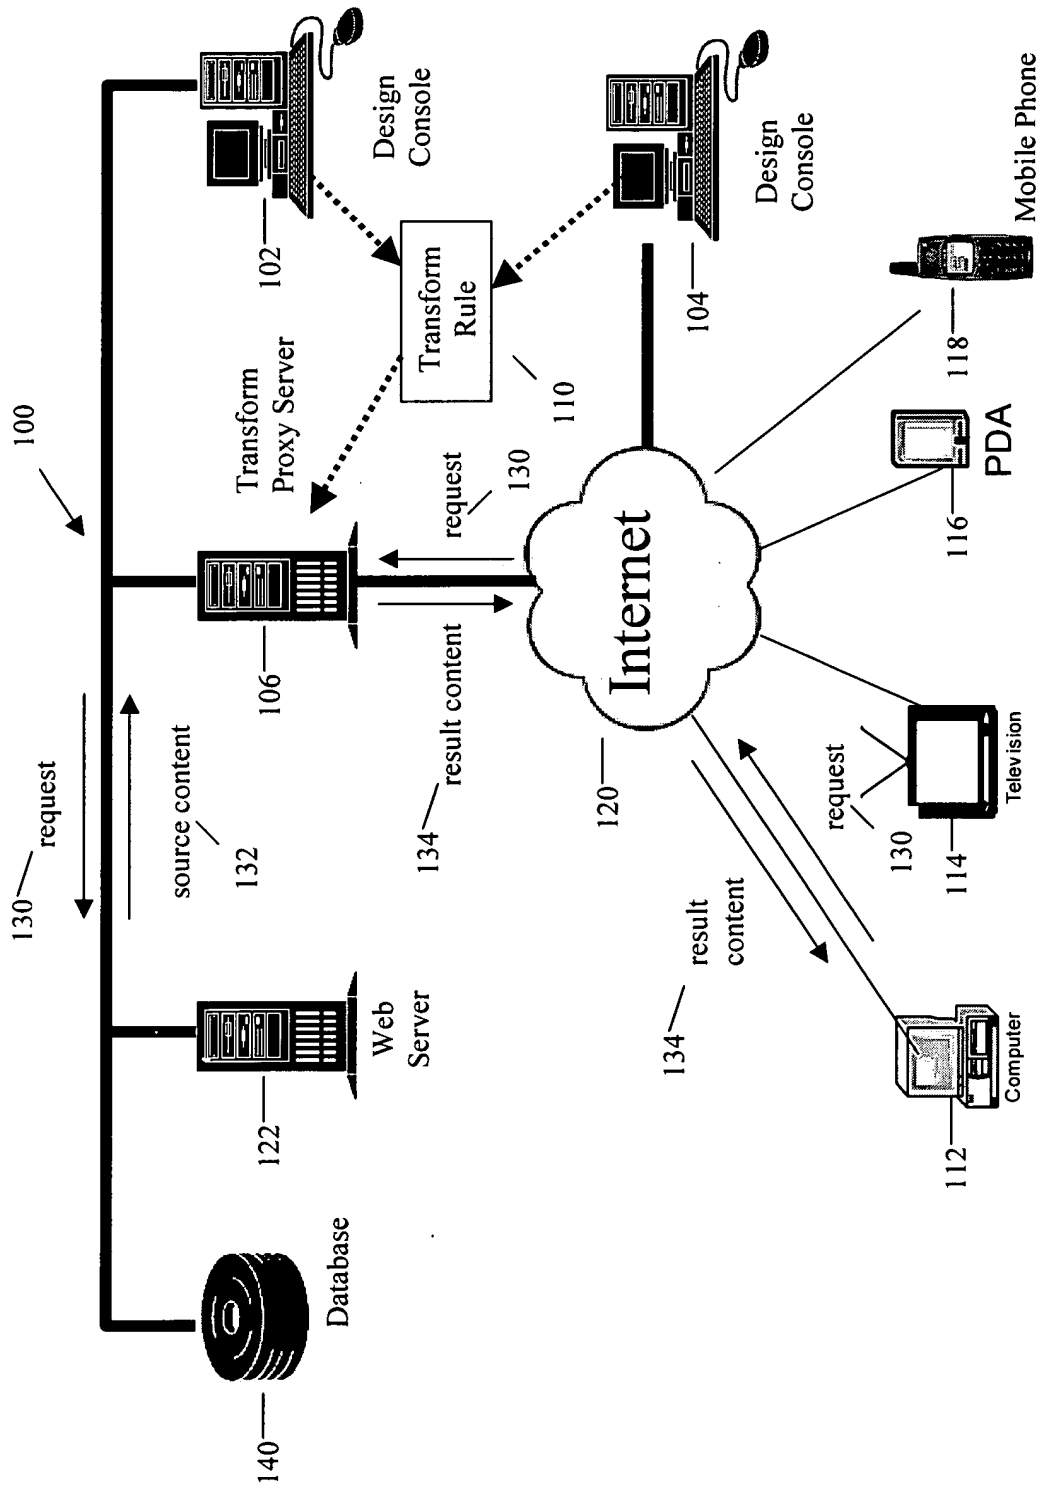 100
130
request
source content
132
140
Database
122
Web
Server
106
Transform
Proxy Server
102
Design
Console
134
result content
request
130
Transform
Rule
110
120
Internet
104
Design
Console
134
result
content
request
130
112
Computer
114
Television
116
PDA
118
Mobile Phone